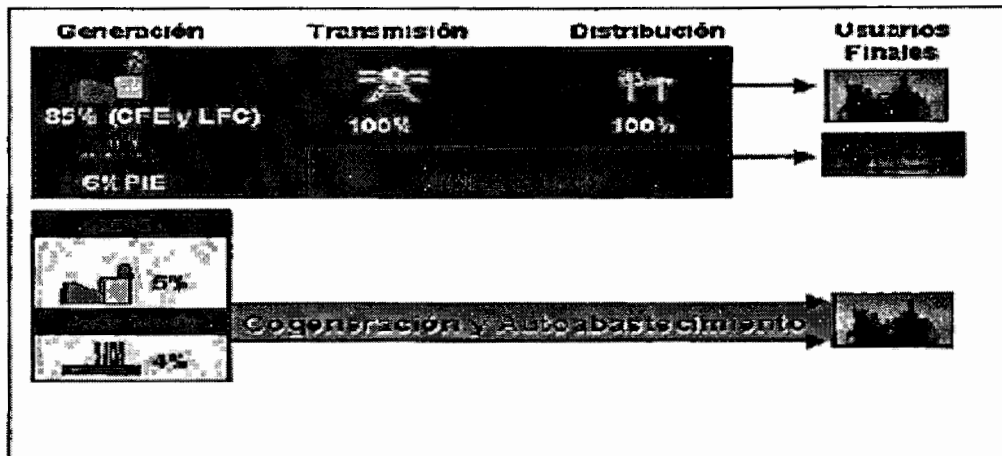 Generación
Transmisión
Distribución
Usuarios
Finales
85% (CFE y LFC)
100%
100%
6% PIE
5%
Cogeneración y Autoabastecimiento
4%